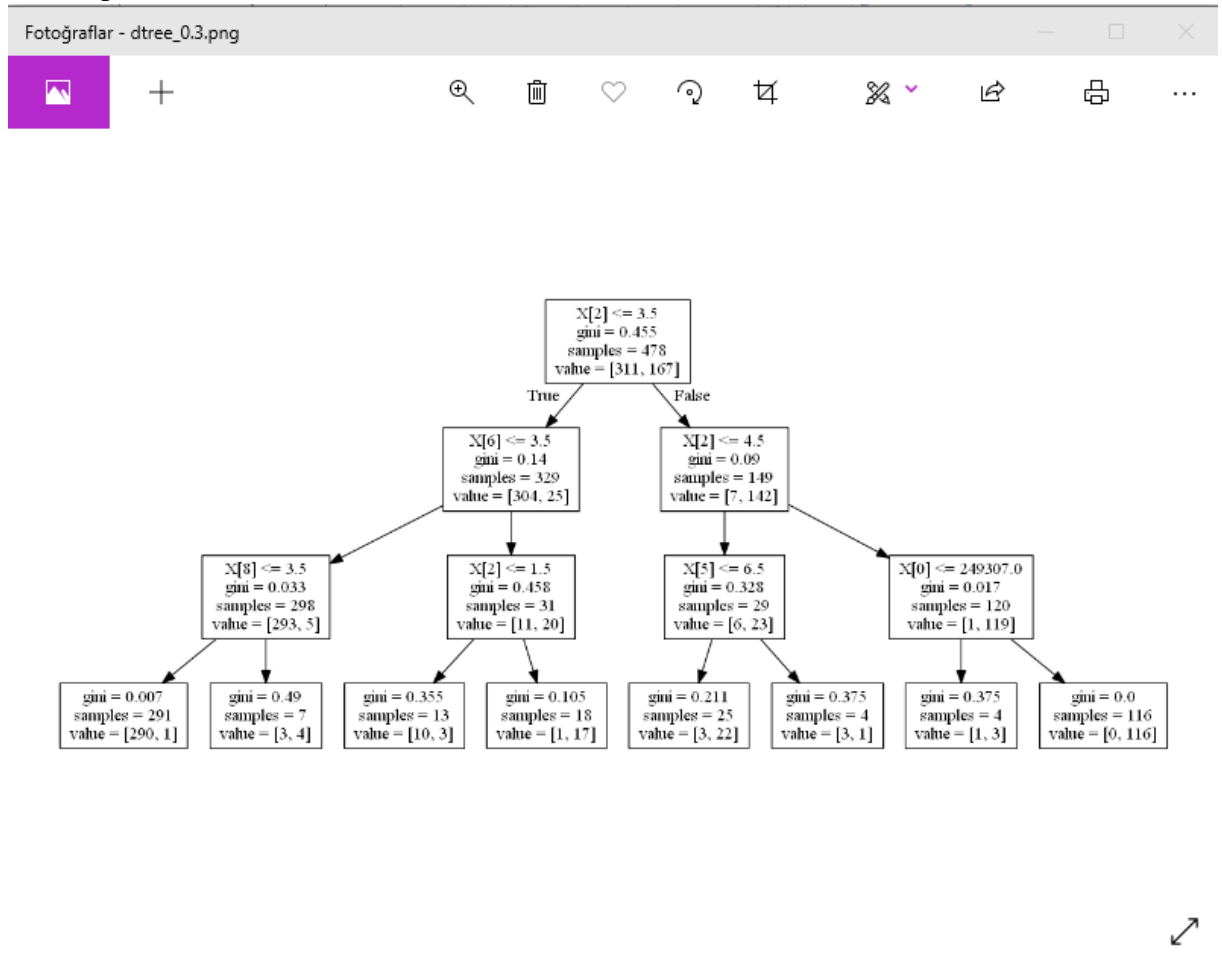 Fotoğraflar - dtree_0.3.png
X[2] <= 3.5
gini = 0.455
samples = 478
value = [311, 167]
True
False
X[6] <= 3.5
gini = 0.14
samples = 329
value = [304, 25]
X[2] <= 4.5
gini = 0.09
samples = 149
value = [7, 142]
X[8] <= 3.5
gini = 0.033
samples = 298
value = [293, 5]
X[2] <= 1.5
gini = 0.458
samples = 31
value = [11, 20]
X[5] <= 6.5
gini = 0.328
samples = 29
value = [6, 23]
X[0] <= 249307.0
gini = 0.017
samples = 120
value = [1, 119]
gini = 0.007
samples = 291
value = [290, 1]
gini = 0.49
samples = 7
value = [3, 4]
gini = 0.355
samples = 13
value = [10, 3]
gini = 0.105
samples = 18
value = [1, 17]
gini = 0.211
samples = 25
value = [3, 22]
gini = 0.375
samples = 4
value = [3, 1]
gini = 0.375
samples = 4
value = [1, 3]
gini = 0.0
samples = 116
value = [0, 116]